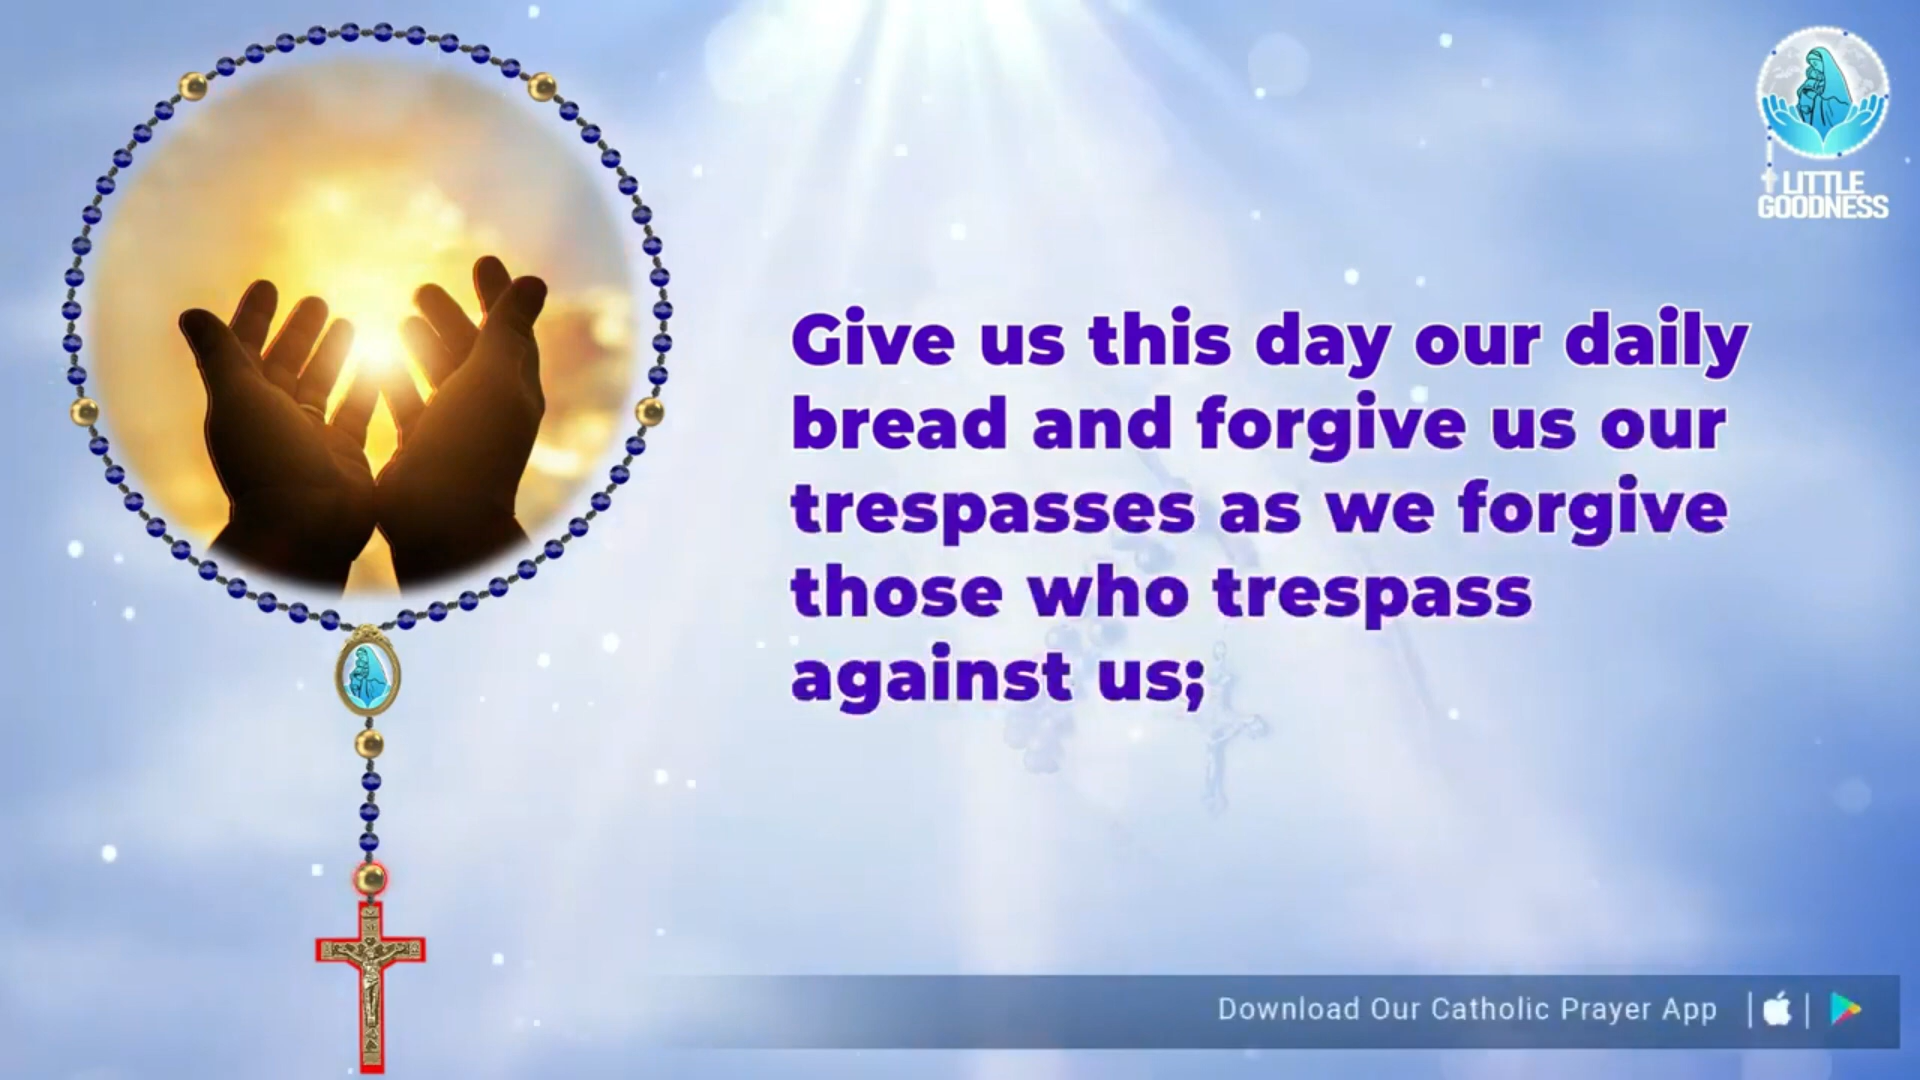 LITTLE
GOODNESS
Give us this day our daily
bread and forgive us our
trespasses as we forgive
those who trespass
against us;
Download Our Catholic Prayer App